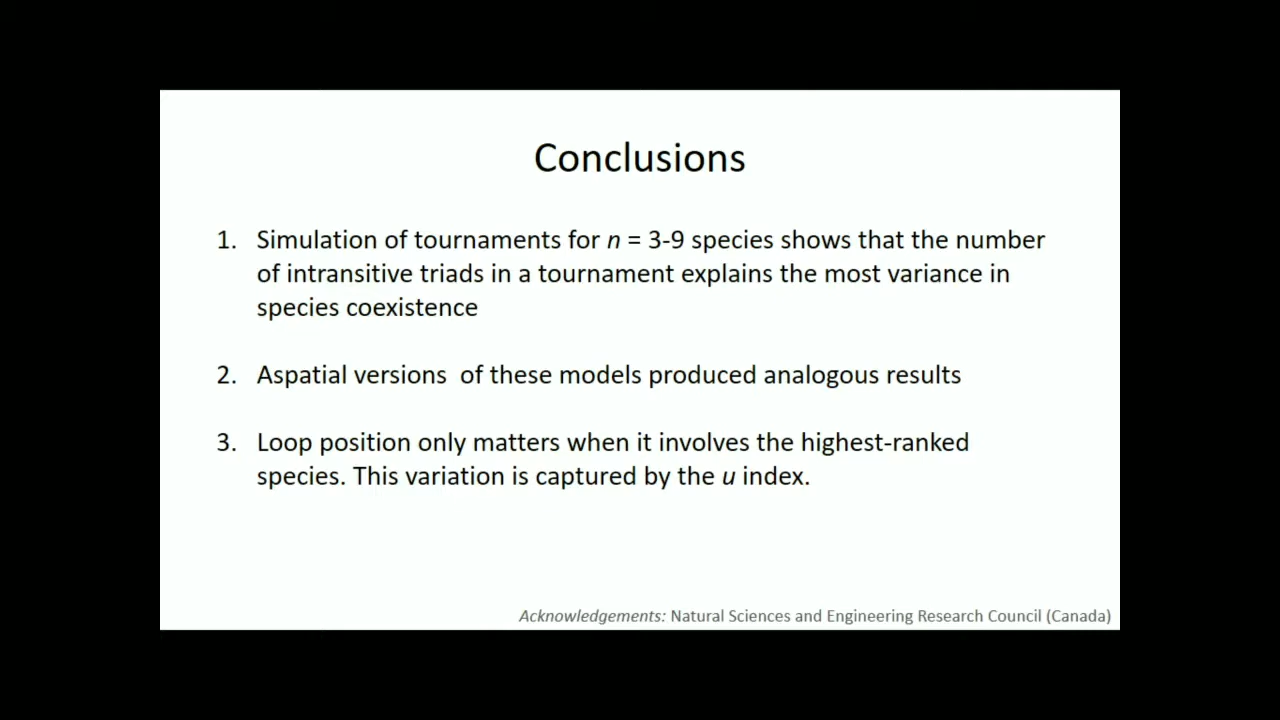 Conclusions
1. Simulation of tournaments for n = 3-9 species shows that the number
of intransitive triads in a tournament explains the most variance in
species coexistence
2. Aspatial versions  of these models produced analogous results
3. Loop position only matters when it involves the highest-ranked
species. This variation is captured by the u index.
Acknowledgements: Natural Sciences and Engineering Research Council (Canada)